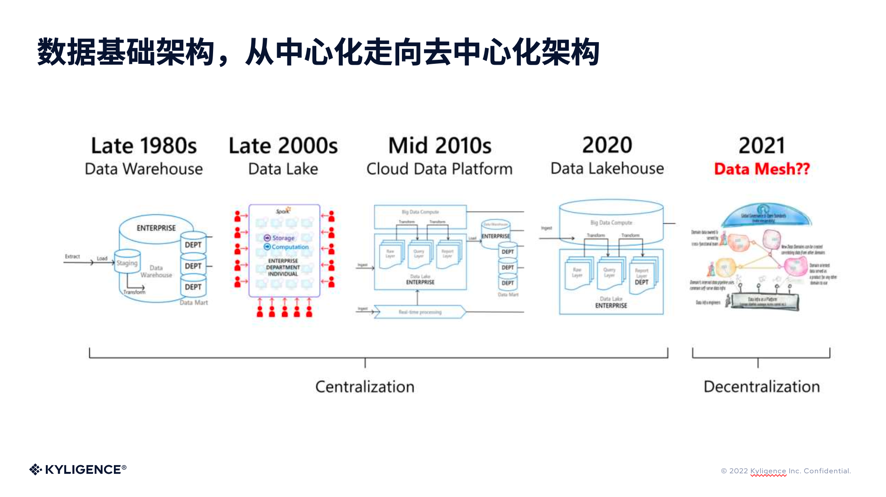 数据基础架构，从中心化走向去中心化架构
Late 1980s
Data Warehouse
Late 2000s
Data Lake
Mid 2010s
Cloud Data Platform
2020
Data Lakehouse
2021
Data Mesh??
Extract
Load
Staging
Transform
ENTERPRISE
Data
Warehouse
DEPT
DEPT
DEPT
Data Mart
Spark
Storage
Computation
ENTERPRISE
DEPARTMENT
INDIVIDUAL
Big Data Compute
Transform
Transform
Ingest
Raw
Layer
Query
Layer
Report
Layer
Data Lake
ENTERPRISE
Load
Data Warehouse
ENTERPRISE
DEPT
DEPT
DEPT
Data Mart
Ingest
Real-time processing
Ingest
Big Data Compute
Transform
Transform
Raw
Layer
Query
Layer
Report
Layer
DEPT
Data Lake
ENTERPRISE
Centralization
Decentralization
KYLIGENCE®
© 2022 Kyligence Inc. Confidential.